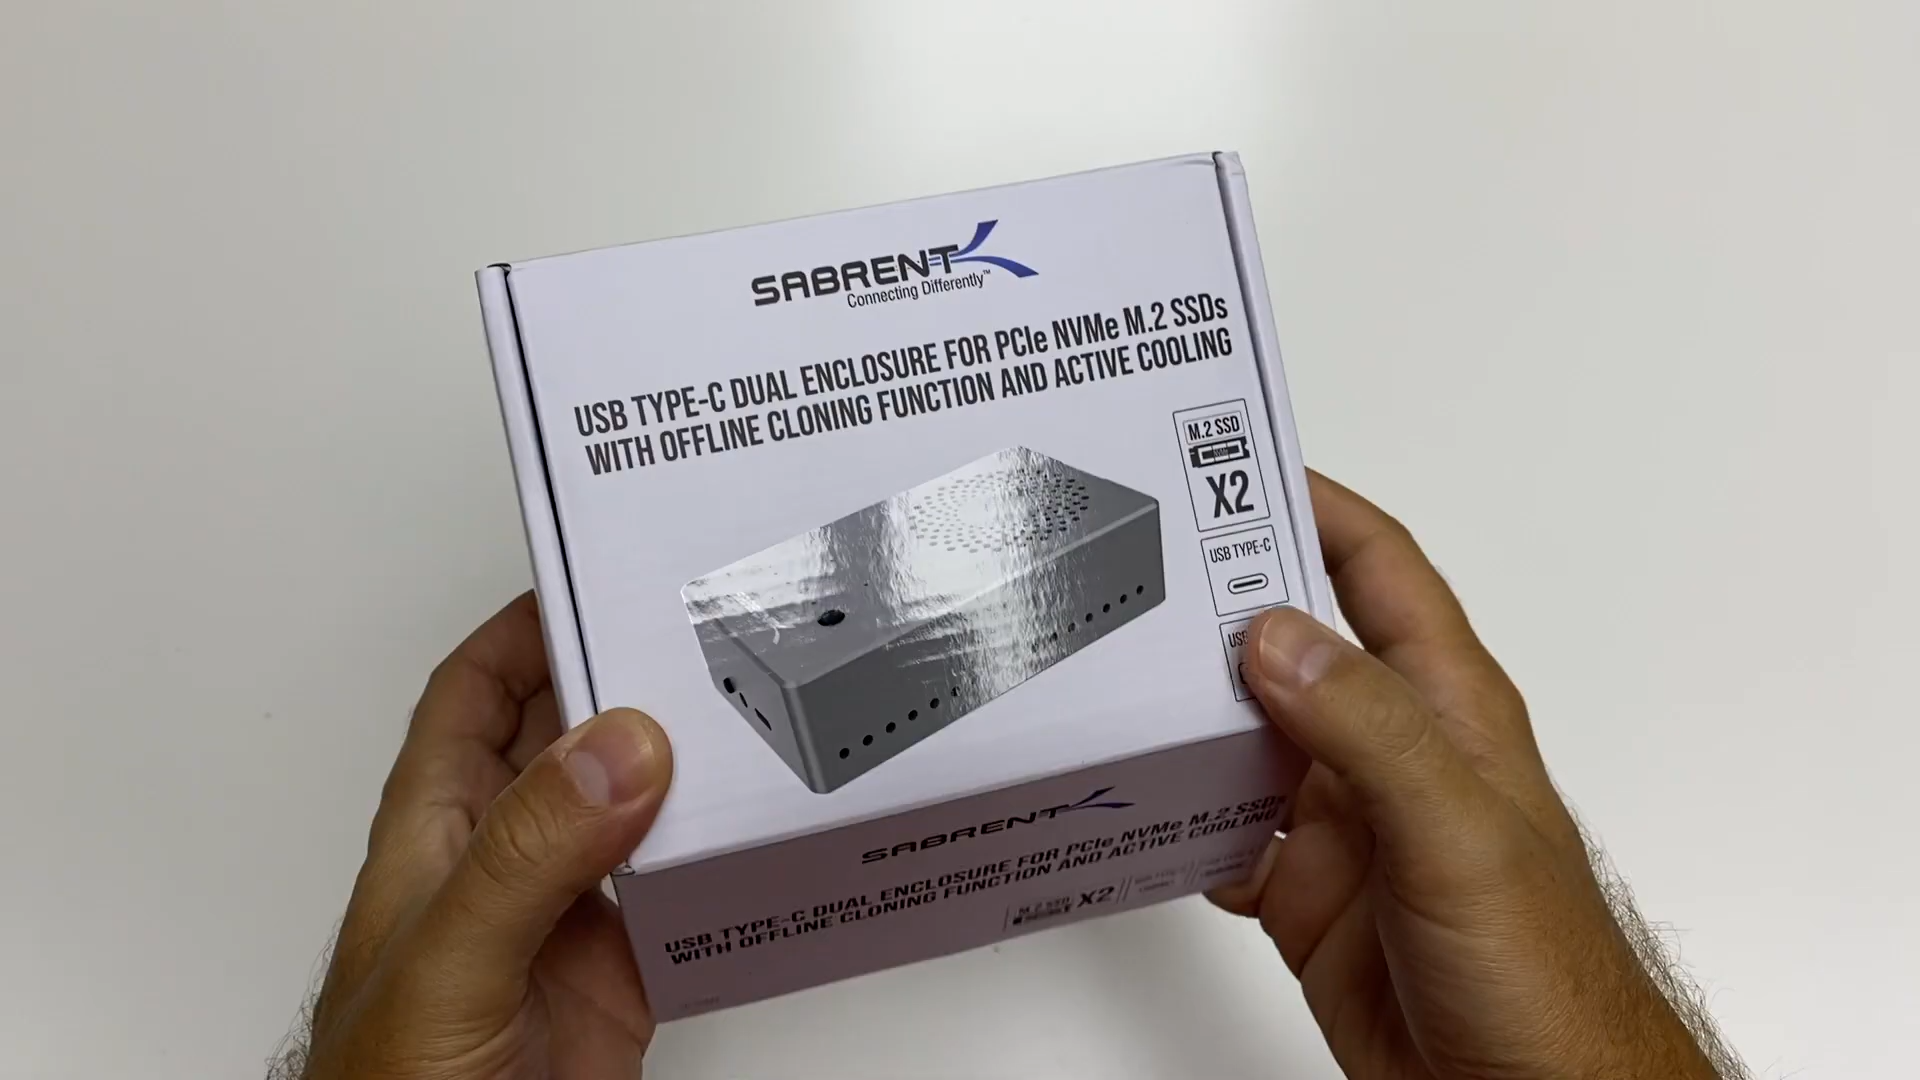 SABRENT
Connecting Differently™
USB TYPE-C DUAL ENCLOSURE FOR PCIe NVMe M.2 SSDs
WITH OFFLINE CLONING FUNCTION AND ACTIVE COOLING
M.2 SSD
X2
USB TYPE-C
USB
SABRENT
USB TYPE-C DUAL ENCLOSURE FOR PCIe NVMe M.2 SSDs
WITH OFFLINE CLONING FUNCTION AND ACTIVE COOLING
M.2 SSD X2